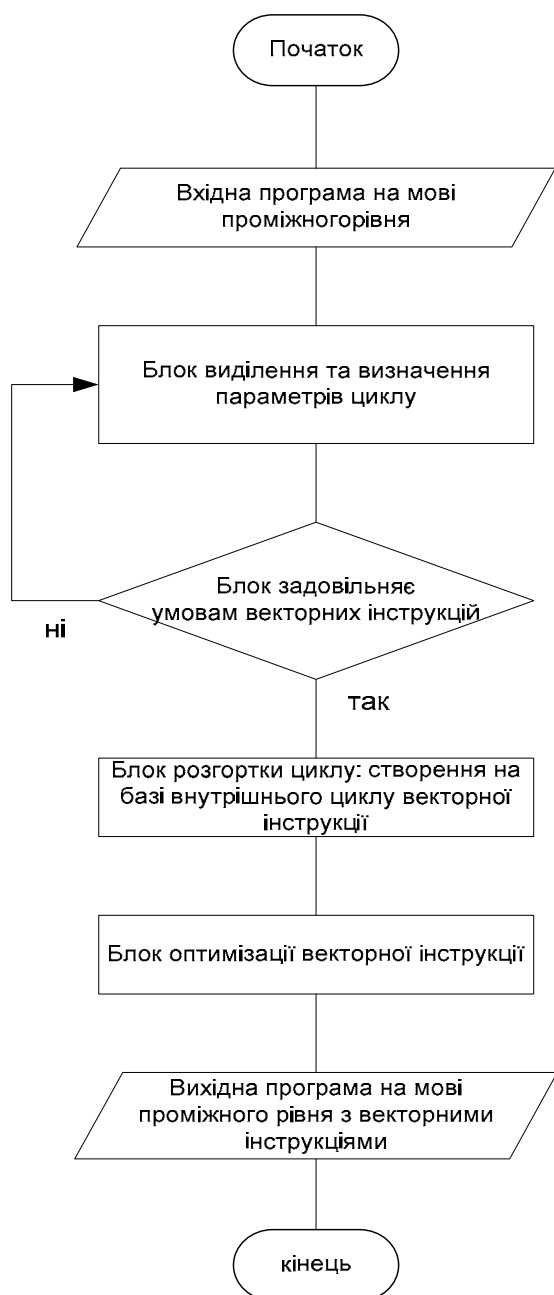 Початок
Вхідна програма на мові
проміжногорівня
Блок виділення та визначення
параметрів циклу
Блок задовільняє
умовам векторних інструкцій
ні
так
Блок розгортки циклу: створення на
базі внутрішнього циклу векторної
інструкції
Блок оптимізації векторної інструкції
Вихідна програма на мові
проміжного рівня з векторними
інструкціями
кінець